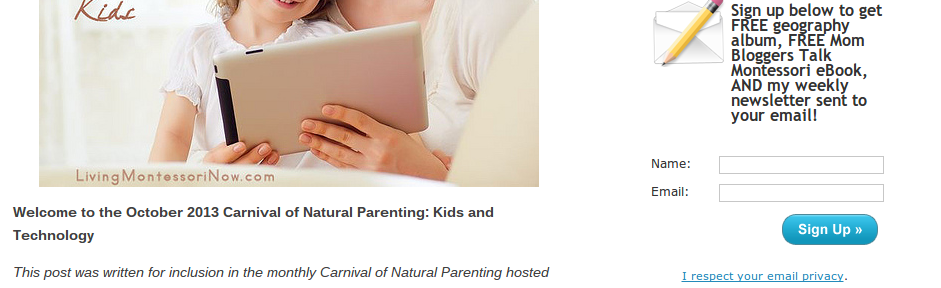 Kids
LivingMontessoriNow.com
Welcome to the October 2013 Carnival of Natural Parenting: Kids and
Technology
This post was written for inclusion in the monthly Carnival of Natural Parenting hosted
Sign up below to get
FREE geography
album, FREE Mom
Bloggers Talk
Montessori eBook,
AND my weekly
newsletter sent to
your email!
Name:
Email:
Sign Up »
I respect your email privacy.